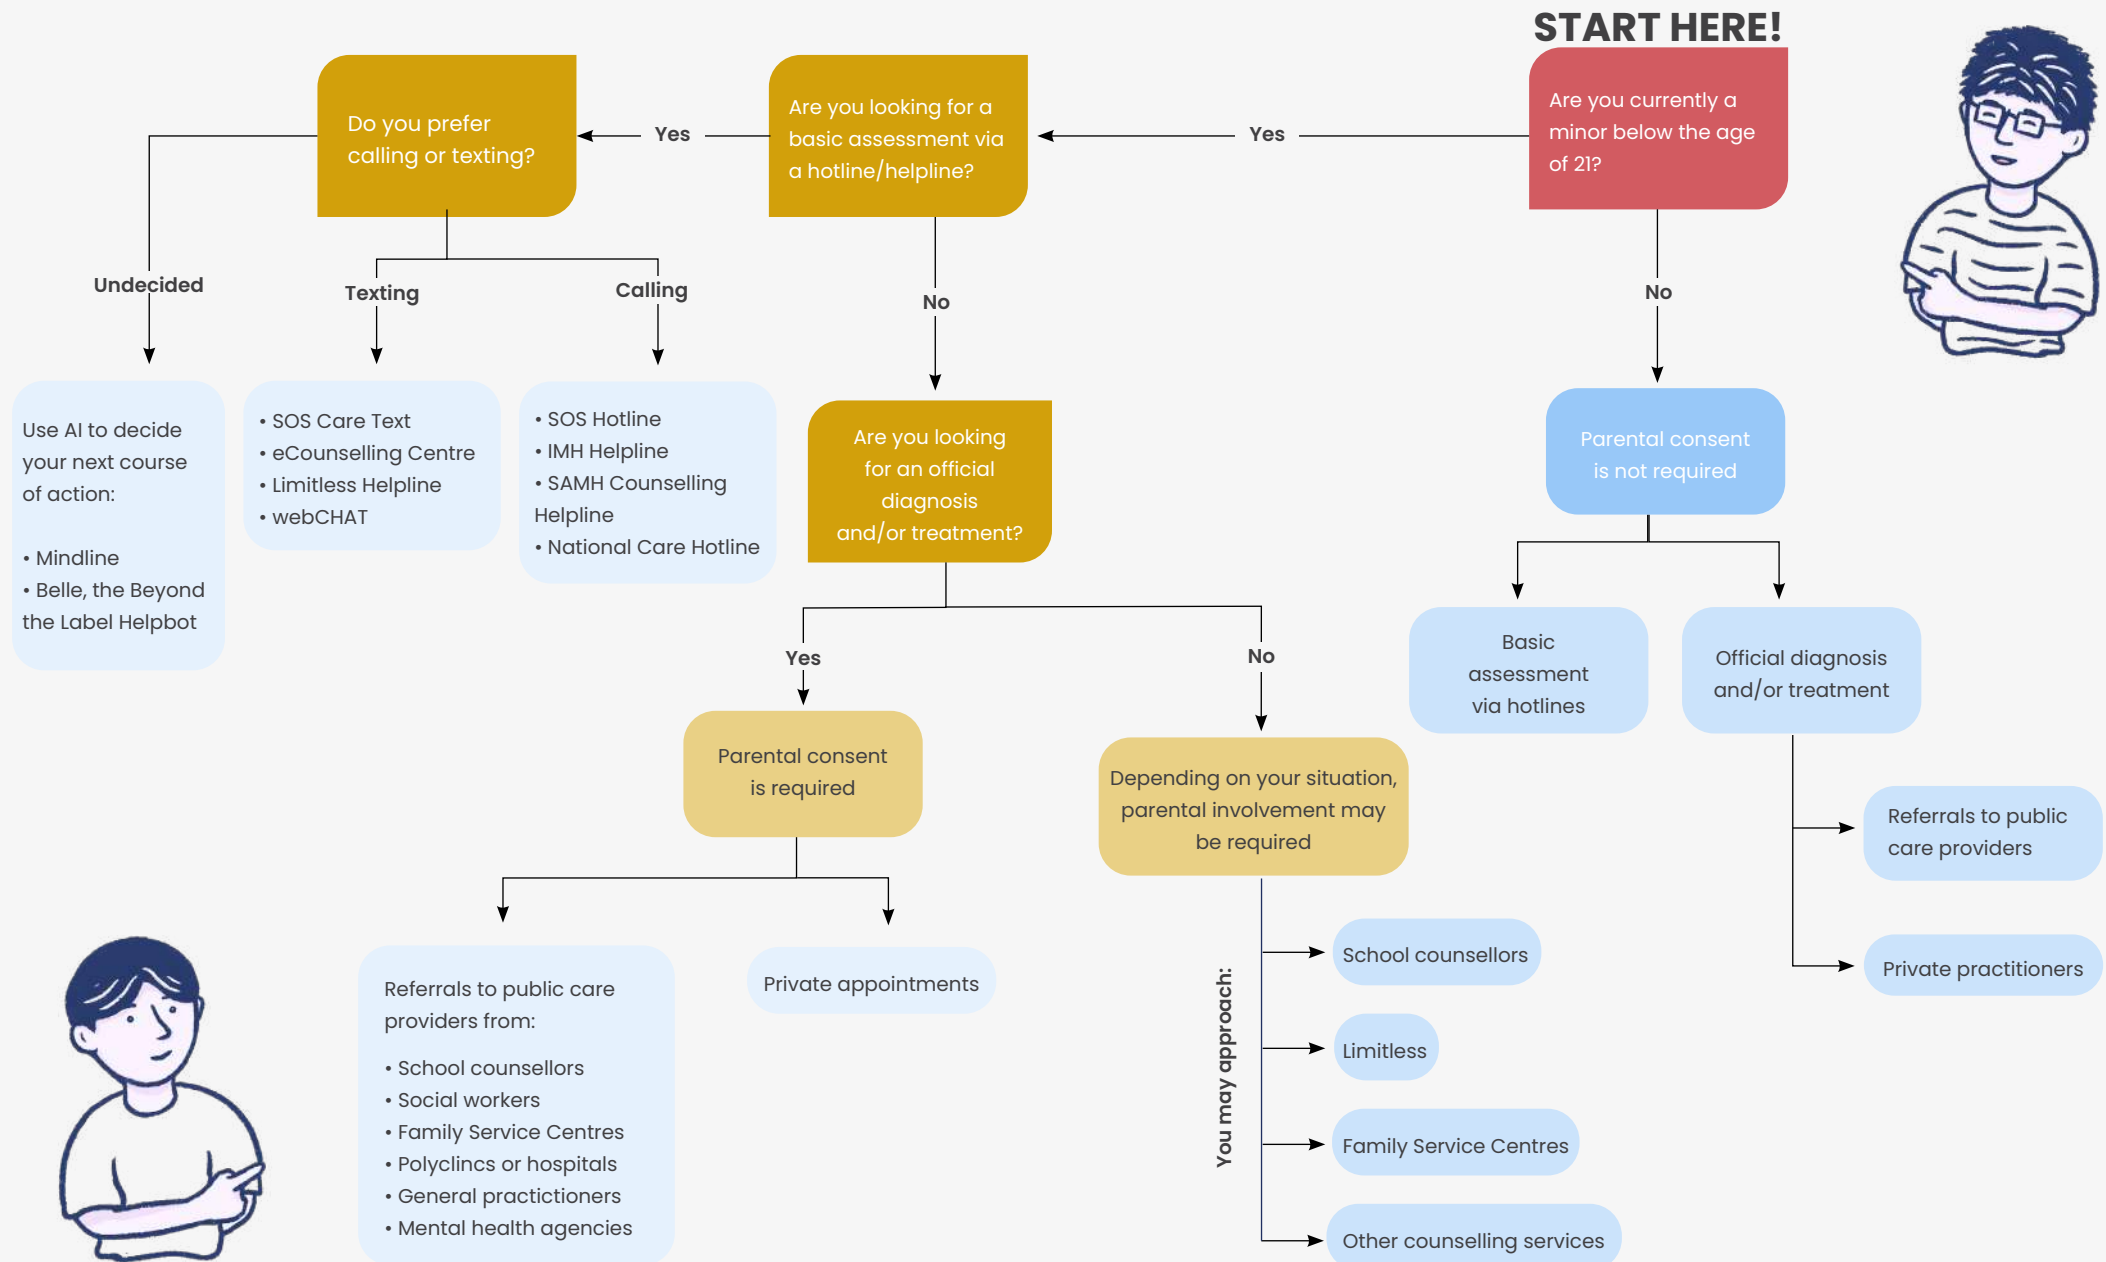 START HERE!
Are you currently a
minor below the age
of 21?
Yes
Are you looking for a
basic assessment via
a hotline/helpline?
Yes
Do you prefer
calling or texting?
Undecided
Texting
Calling
No
No
Use AI to decide
your next course
of action:
• Mindline
• Belle, the Beyond
the Label Helpbot
• SOS Care Text
• eCounselling Centre
• Limitless Helpline
• webCHAT
• SOS Hotline
• IMH Helpline
• SAMH Counselling
Helpline
• National Care Hotline
Are you looking
for an official
diagnosis
and/or treatment?
Parental consent
is not required
Basic
assessment
via hotlines
Official diagnosis
and/or treatment
Yes
No
Parental consent
is required
Depending on your situation,
parental involvement may
be required
Referrals to public
care providers
Private practitioners
Referrals to public care
providers from:
• School counsellors
• Social workers
• Family Service Centres
• Polyclincs or hospitals
• General practictioners
• Mental health agencies
Private appointments
You may approach:
School counsellors
Limitless
Family Service Centres
Other counselling services